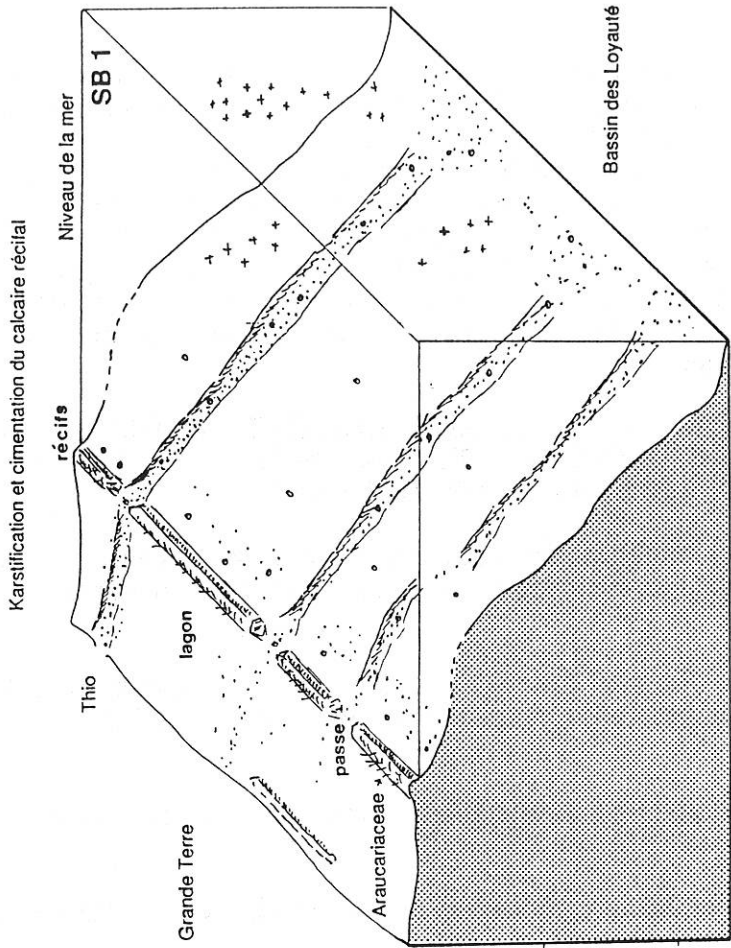 Karstification et cimentation du calcaire récifal
Niveau de la mer
SB 1
récifs
Thio
lagon
passe
Grande Terre
Araucariaceae
Bassin des Loyauté